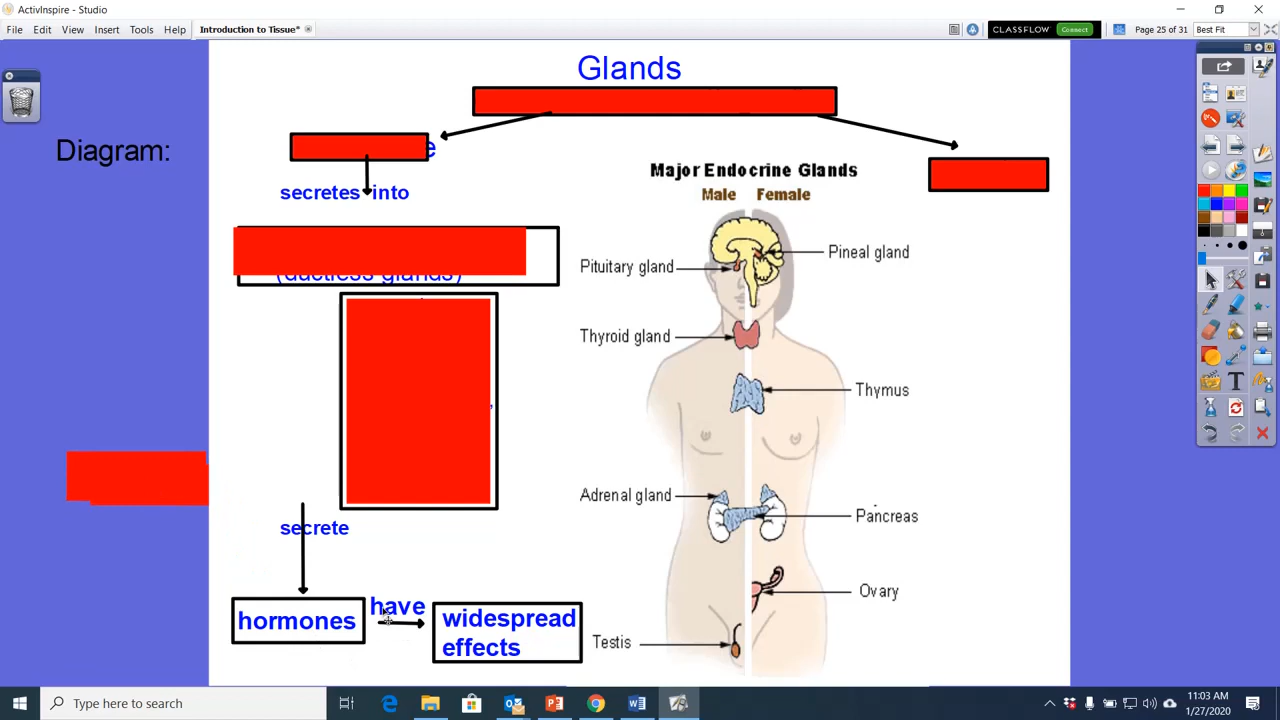 ActivInspire - Studio
File Edit View Insert Tools Help
Introduction to Tissue*
CLASSFLOW Connect
Page 25 of 31
Best Fit
Glands
Diagram:
e
secretes into
(ductless glands)
,
Major Endocrine Glands
Male Female
Pineal gland
Pituitary gland
Thyroid gland
Thymus
Adrenal gland
Pancreas
Ovary
Testis
secrete
hormones
have
widespread
effects
Type here to search
11:03 AM
1/27/2020